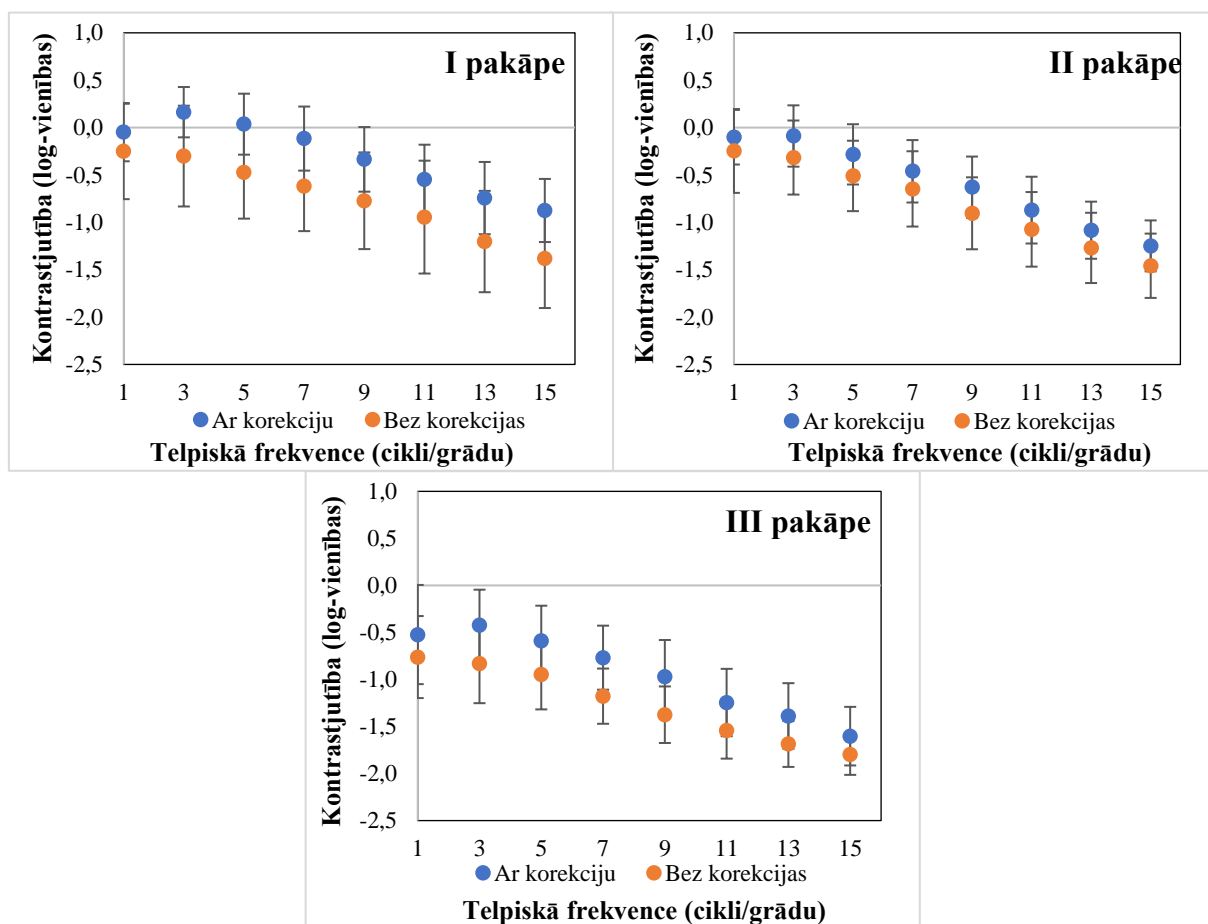 I pakāpe
Kontrastjutība (log-vienības)
1,0
0,5
0,0
-0,5
-1,0
-1,5
-2,0
-2,5
1 3 5 7 9 11 13 15
Ar korekciju Bez korekcijas
Telpiskā frekvence (cikli/grādu)
II pakāpe
Kontrastjutība (log-vienības)
1,0
0,5
0,0
-0,5
-1,0
-1,5
-2,0
-2,5
1 3 5 7 9 11 13 15
Ar korekciju Bez korekcijas
Telpiskā frekvence (cikli/grādu)
III pakāpe
Kontrastjutība (log-vienības)
1,0
0,5
0,0
-0,5
-1,0
-1,5
-2,0
-2,5
1 3 5 7 9 11 13 15
Ar korekciju Bez korekcijas
Telpiskā frekvence (cikli/grādu)